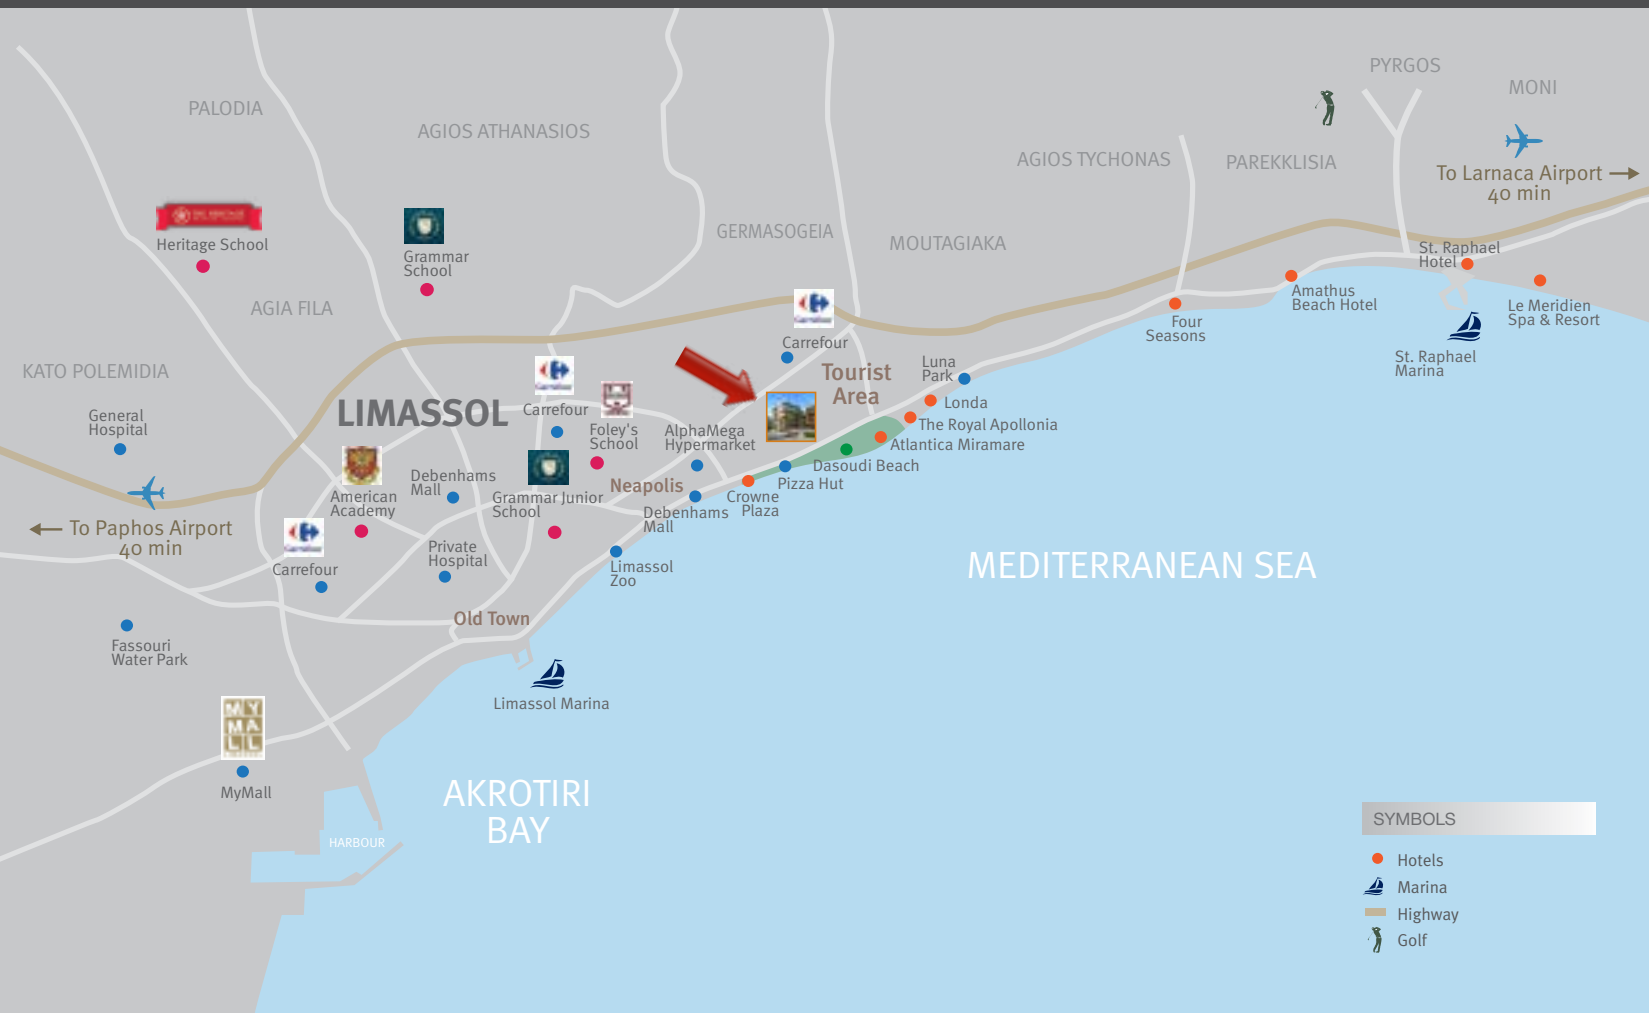 PYRGOS
MONI
PALODIA
AGIOS ATHANASIOS
AGIOS TYCHONAS
PAREKKLISIA
To Larnaca Airport
40 min
Heritage School
Grammar
School
GERMASOGEIA
MOUTAGIAKA
St. Raphael
Hotel
AGIA FILA
Amathus
Beach Hotel
Le Meridien
Spa & Resort
Four
Seasons
Carrefour
St. Raphael
Marina
KATO POLEMIDIA
Tourist
Area
Luna
Park
LIMASSOL
Carrefour
Londa
General
Hospital
Foley's
School
AlphaMega
Hypermarket
The Royal Apollonia
Atlantica Miramare
Dasoudi Beach
Pizza Hut
Debenhams
Mall
American
Academy
Grammar Junior
School
Neapolis
Crowne
Plaza
Debenhams
Mall
To Paphos Airport
40 min
Private
Hospital
Carrefour
Limassol
Zoo
MEDITERRANEAN SEA
Old Town
Fassouri
Water Park
Limassol Marina
MY
MA
LL
MyMall
AKROTIRI
BAY
HARBOUR
SYMBOLS
Hotels
Marina
Highway
Golf